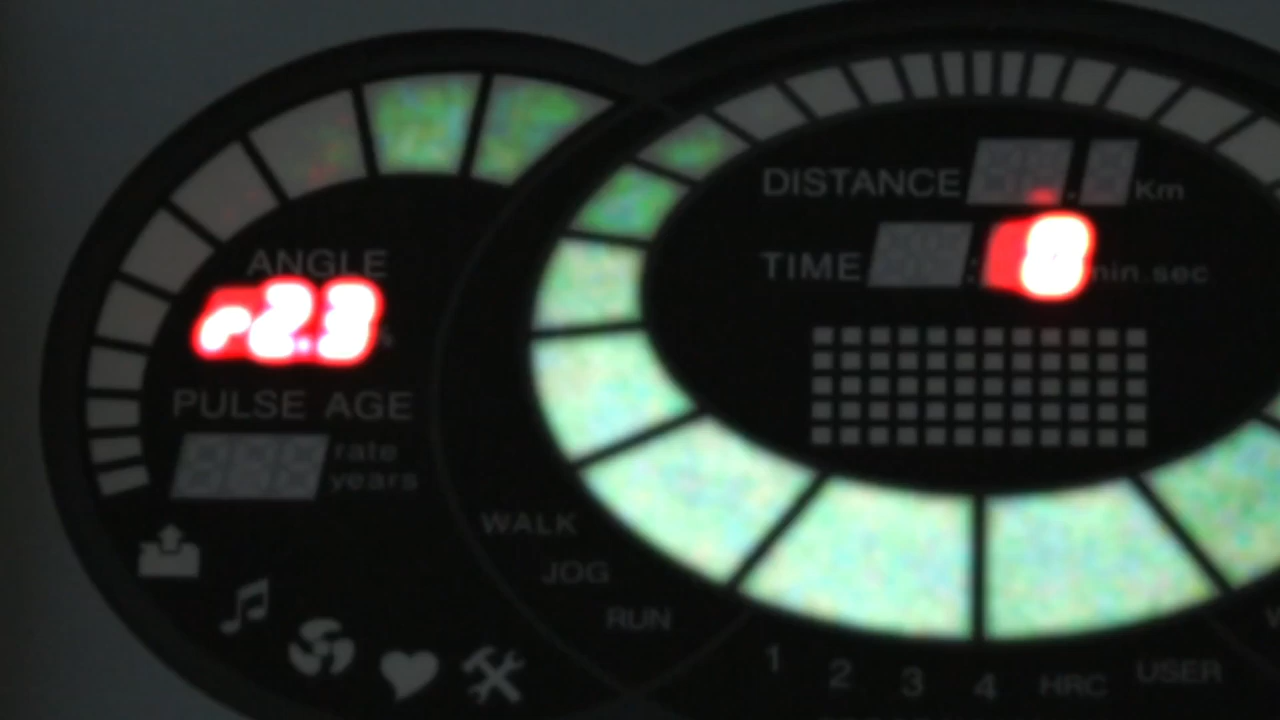 ANGLE
-2.3 %
PULSE AGE
rate
years
DISTANCE . Km
TIME : 8 min.sec
WALK
JOG
RUN
1 2 3 4 HRC USER